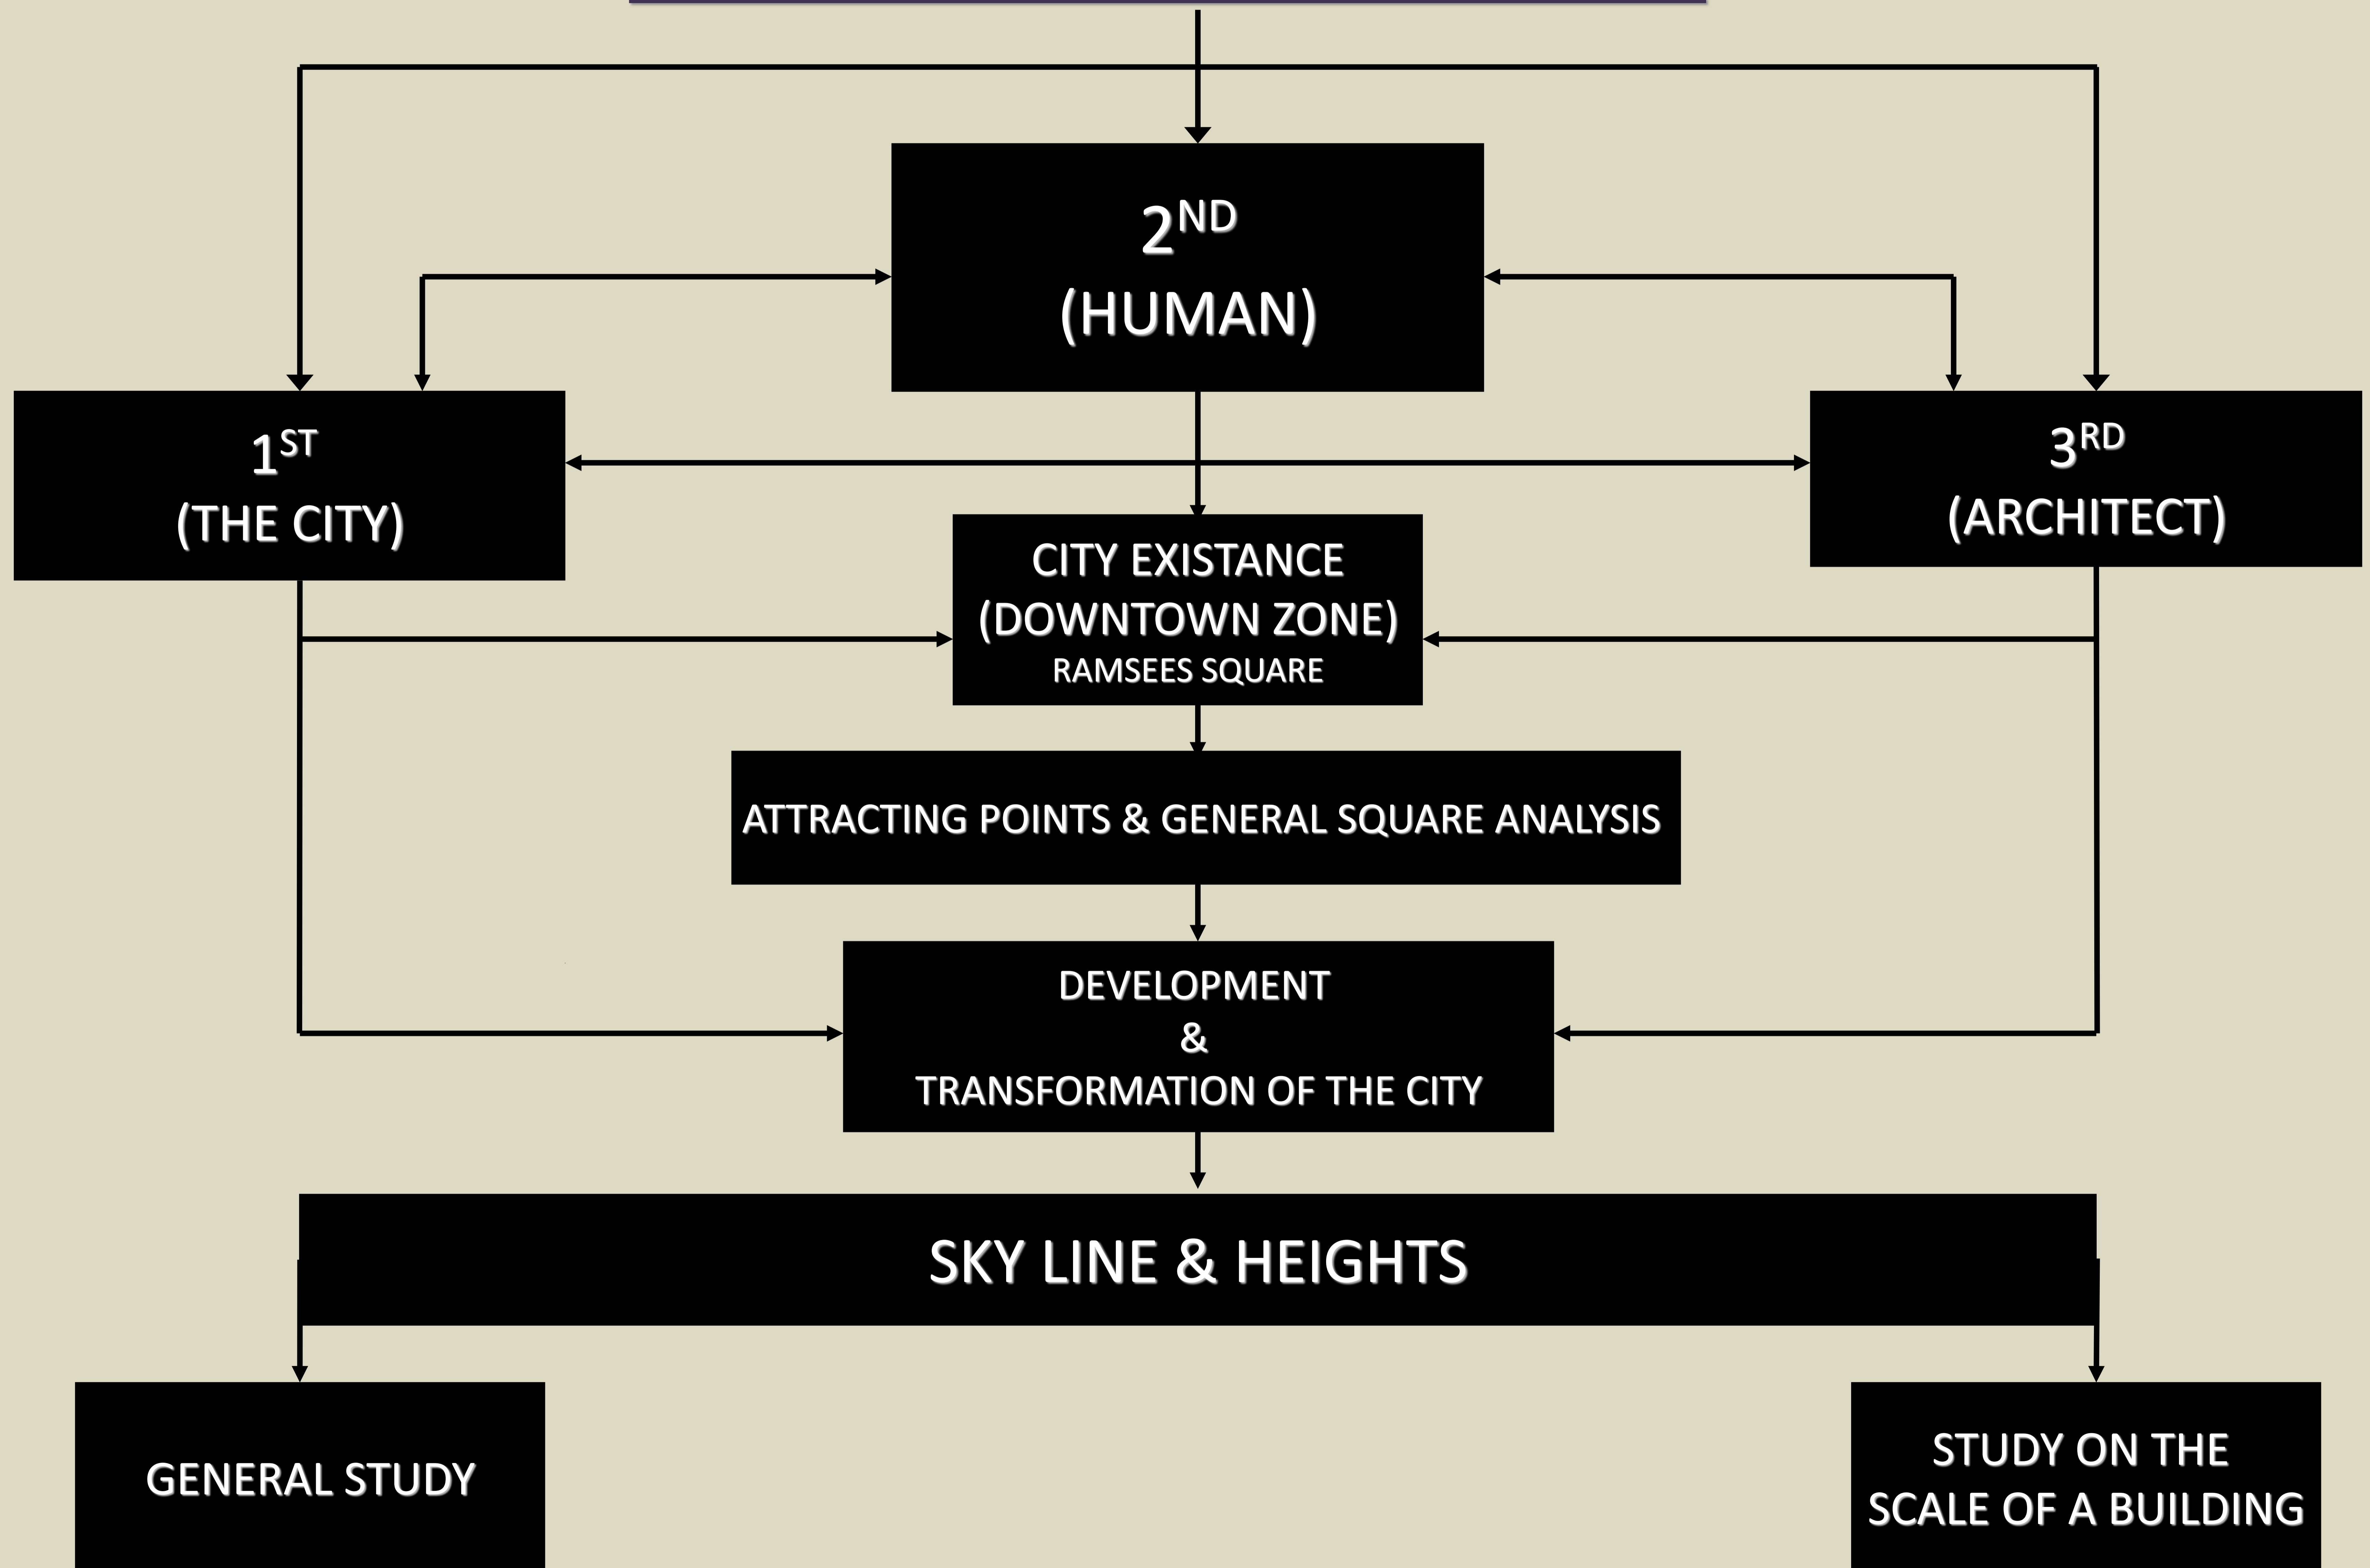 2ND
(HUMAN)
1ST
(THE CITY)
3RD
(ARCHITECT)
CITY EXISTANCE
(DOWNTOWN ZONE)
RAMSEES SQUARE
ATTRACTING POINTS & GENERAL SQUARE ANALYSIS
DEVELOPMENT
&
TRANSFORMATION OF THE CITY
SKY LINE & HEIGHTS
GENERAL STUDY
STUDY ON THE
SCALE OF A BUILDING